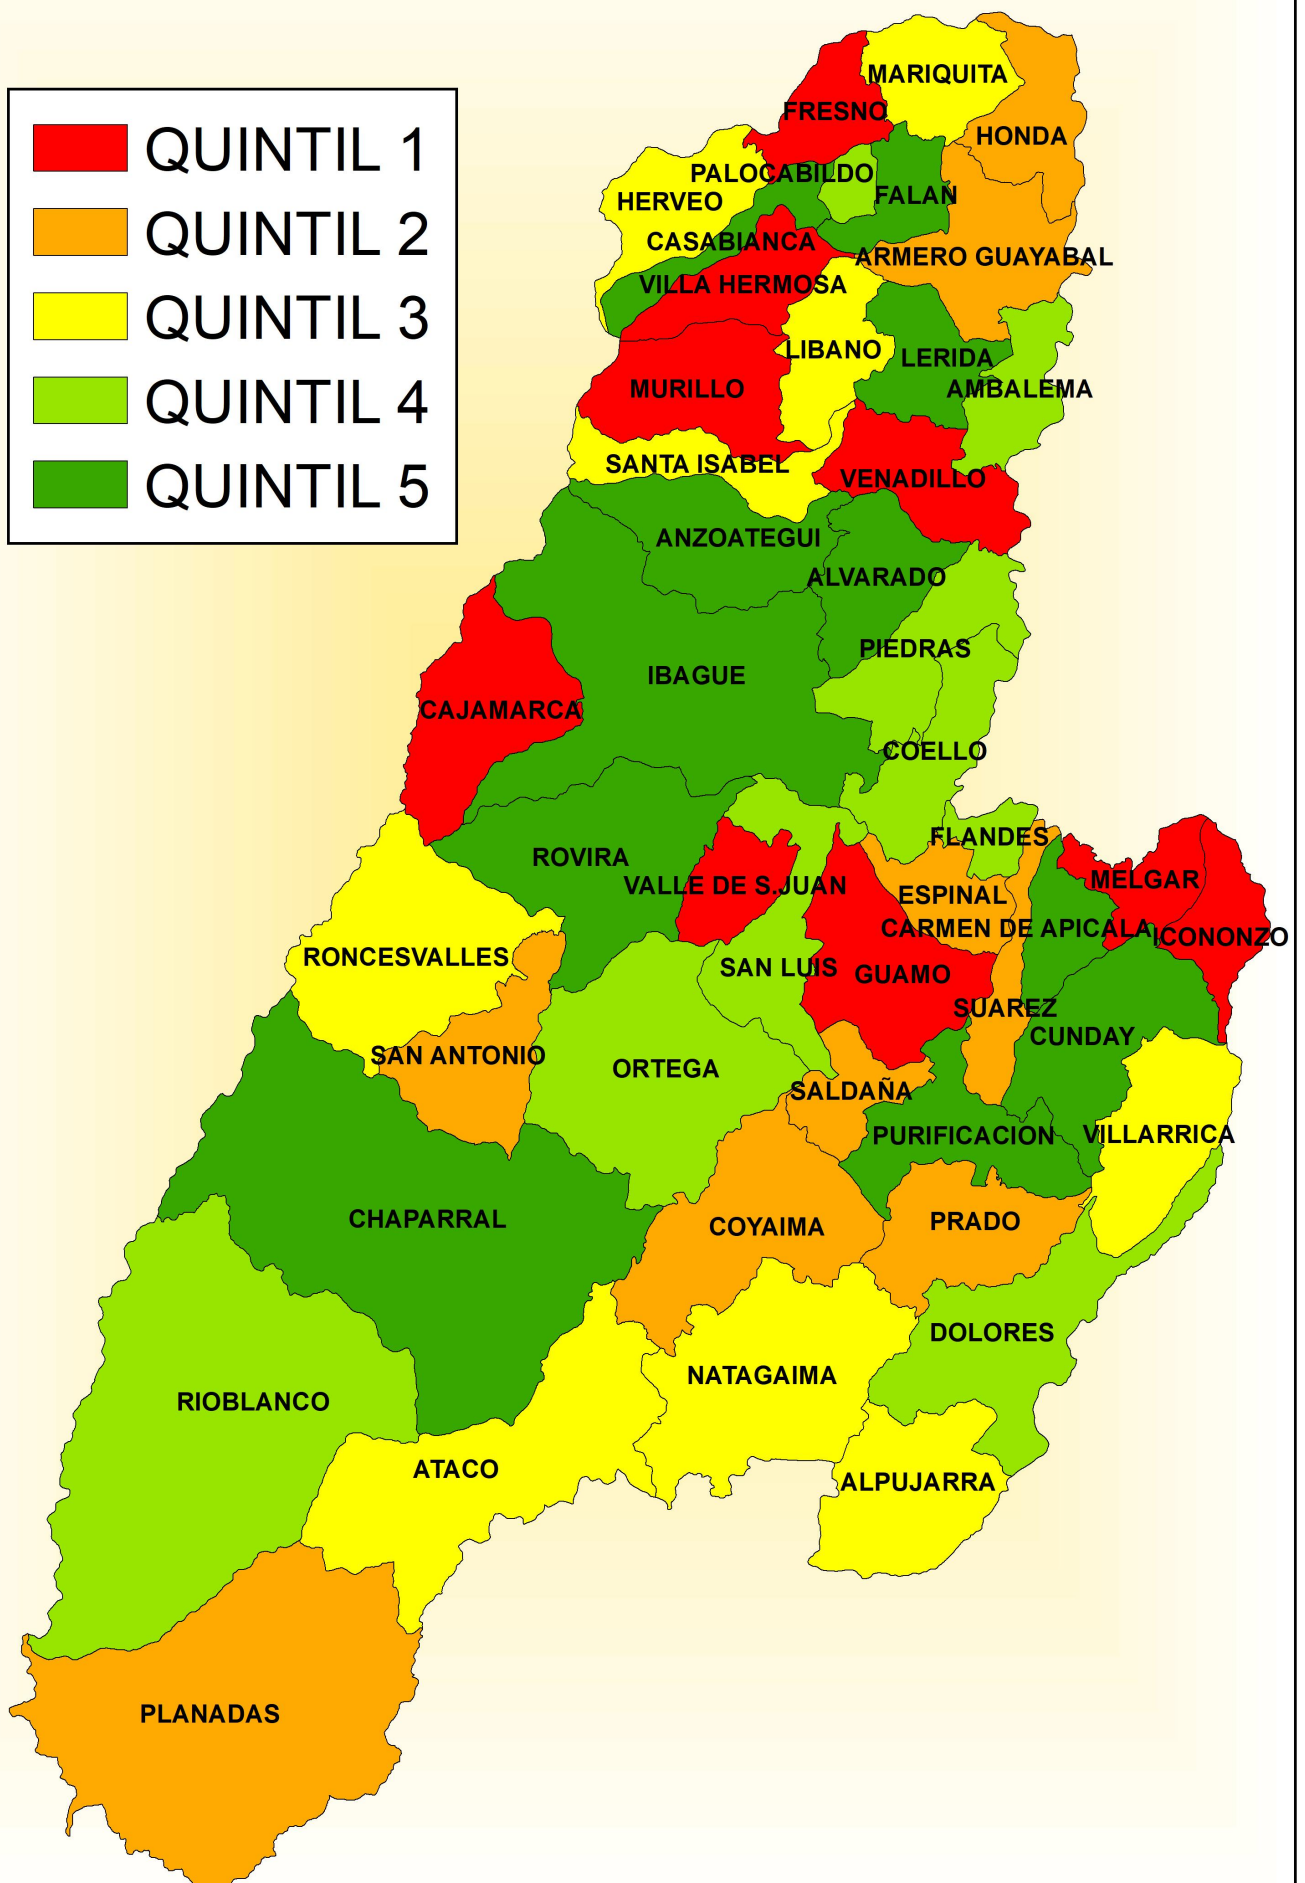 QUINTIL 1
QUINTIL 2
QUINTIL 3
QUINTIL 4
QUINTIL 5
MARIQUITA
FRESNO
HONDA
PALOCABILDO
FALAN
HERVEO
CASABIANCA
ARMERO GUAYABAL
VILLA HERMOSA
LIBANO
LERIDA
MURILLO
AMBALEMA
SANTA ISABEL
VENADILLO
ANZOATEGUI
ALVARADO
PIEDRAS
IBAGUE
CAJAMARCA
COELLO
FLANDES
ROVIRA
VALLE DE S.JUAN
MELGAR
ESPINAL
CARMEN DE APICALA
ICONONZO
RONCESVALLES
SAN LUIS
GUAMO
SUAREZ
CUNDAY
SAN ANTONIO
ORTEGA
SALDAÑA
PURIFICACION
VILLARRICA
CHAPARRAL
COYAIMA
PRADO
DOLORES
NATAGAIMA
RIOBLANCO
ATACO
ALPUJARRA
PLANADAS